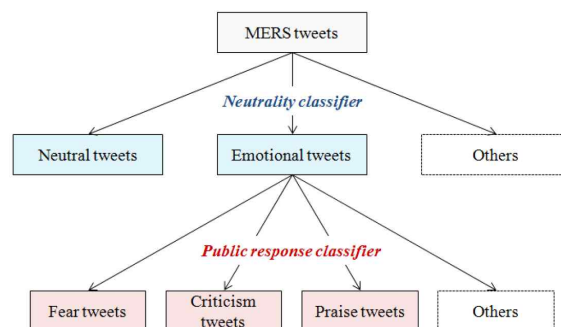 MERS tweets
Neutrality classifier
Neutral tweets
Emotional tweets
Others
Public response classifier
Fear tweets
Criticism
tweets
Praise tweets
Others